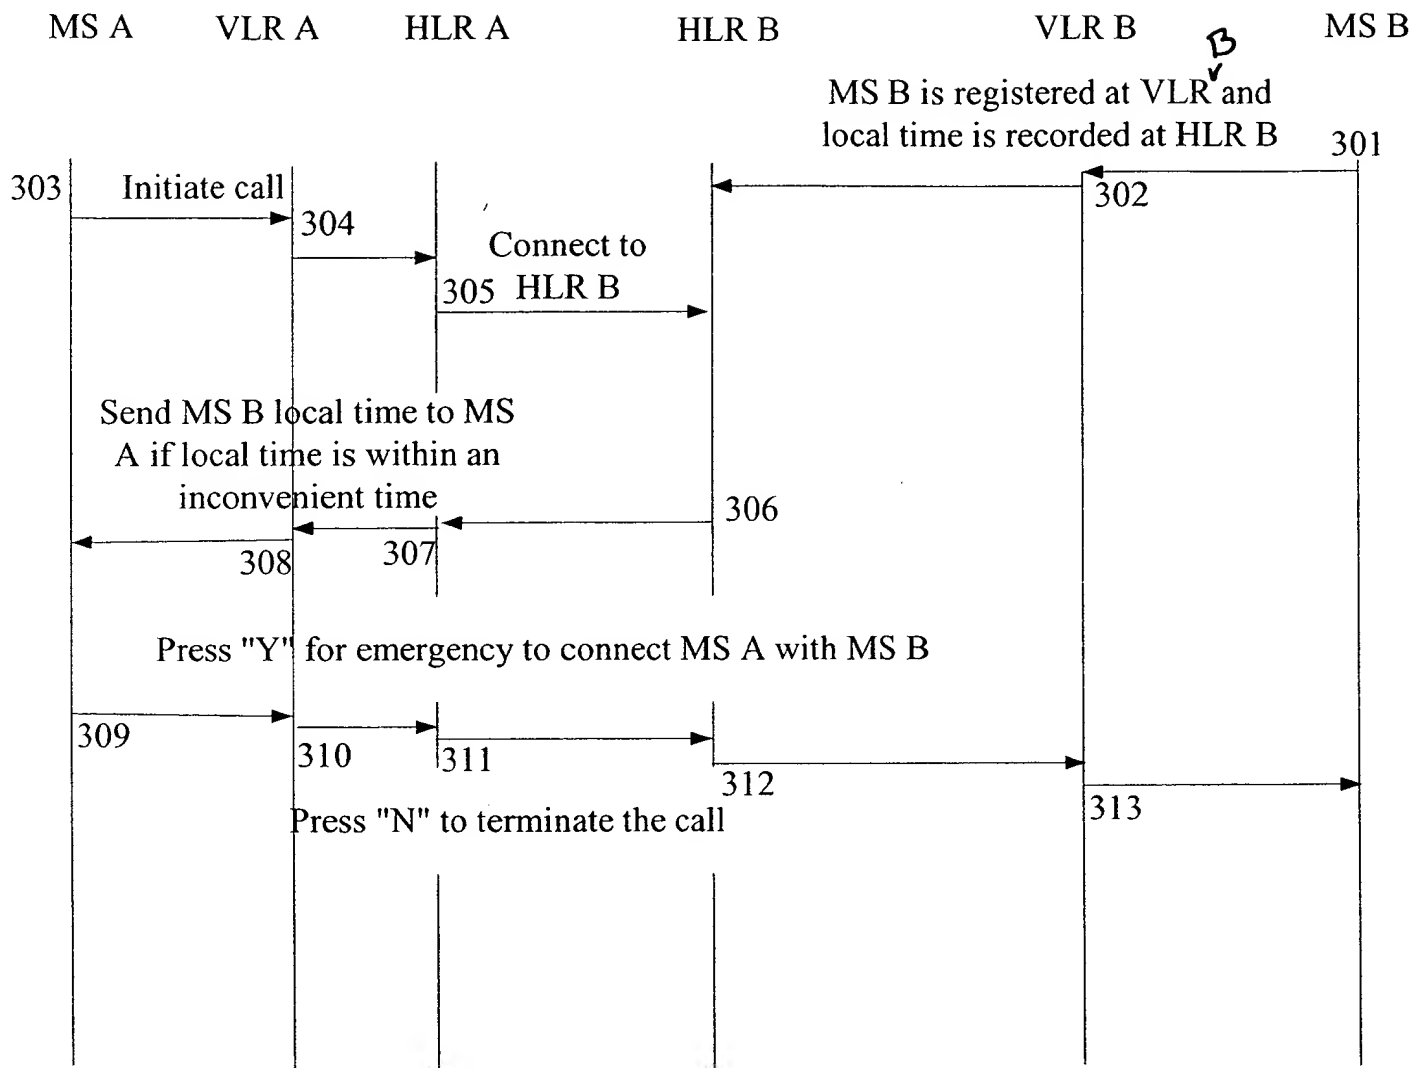 MS A VLR A HLR A HLR B VLR B MS B
B
MS B is registered at VLR and
local time is recorded at HLR B
301
303 Initiate call
302
304
Connect to
305 HLR B
Send MS B local time to MS
A if local time is within an
inconvenient time
306
308 307
Press "Y" for emergency to connect MS A with MS B
309 310 311 312 313
Press "N" to terminate the call